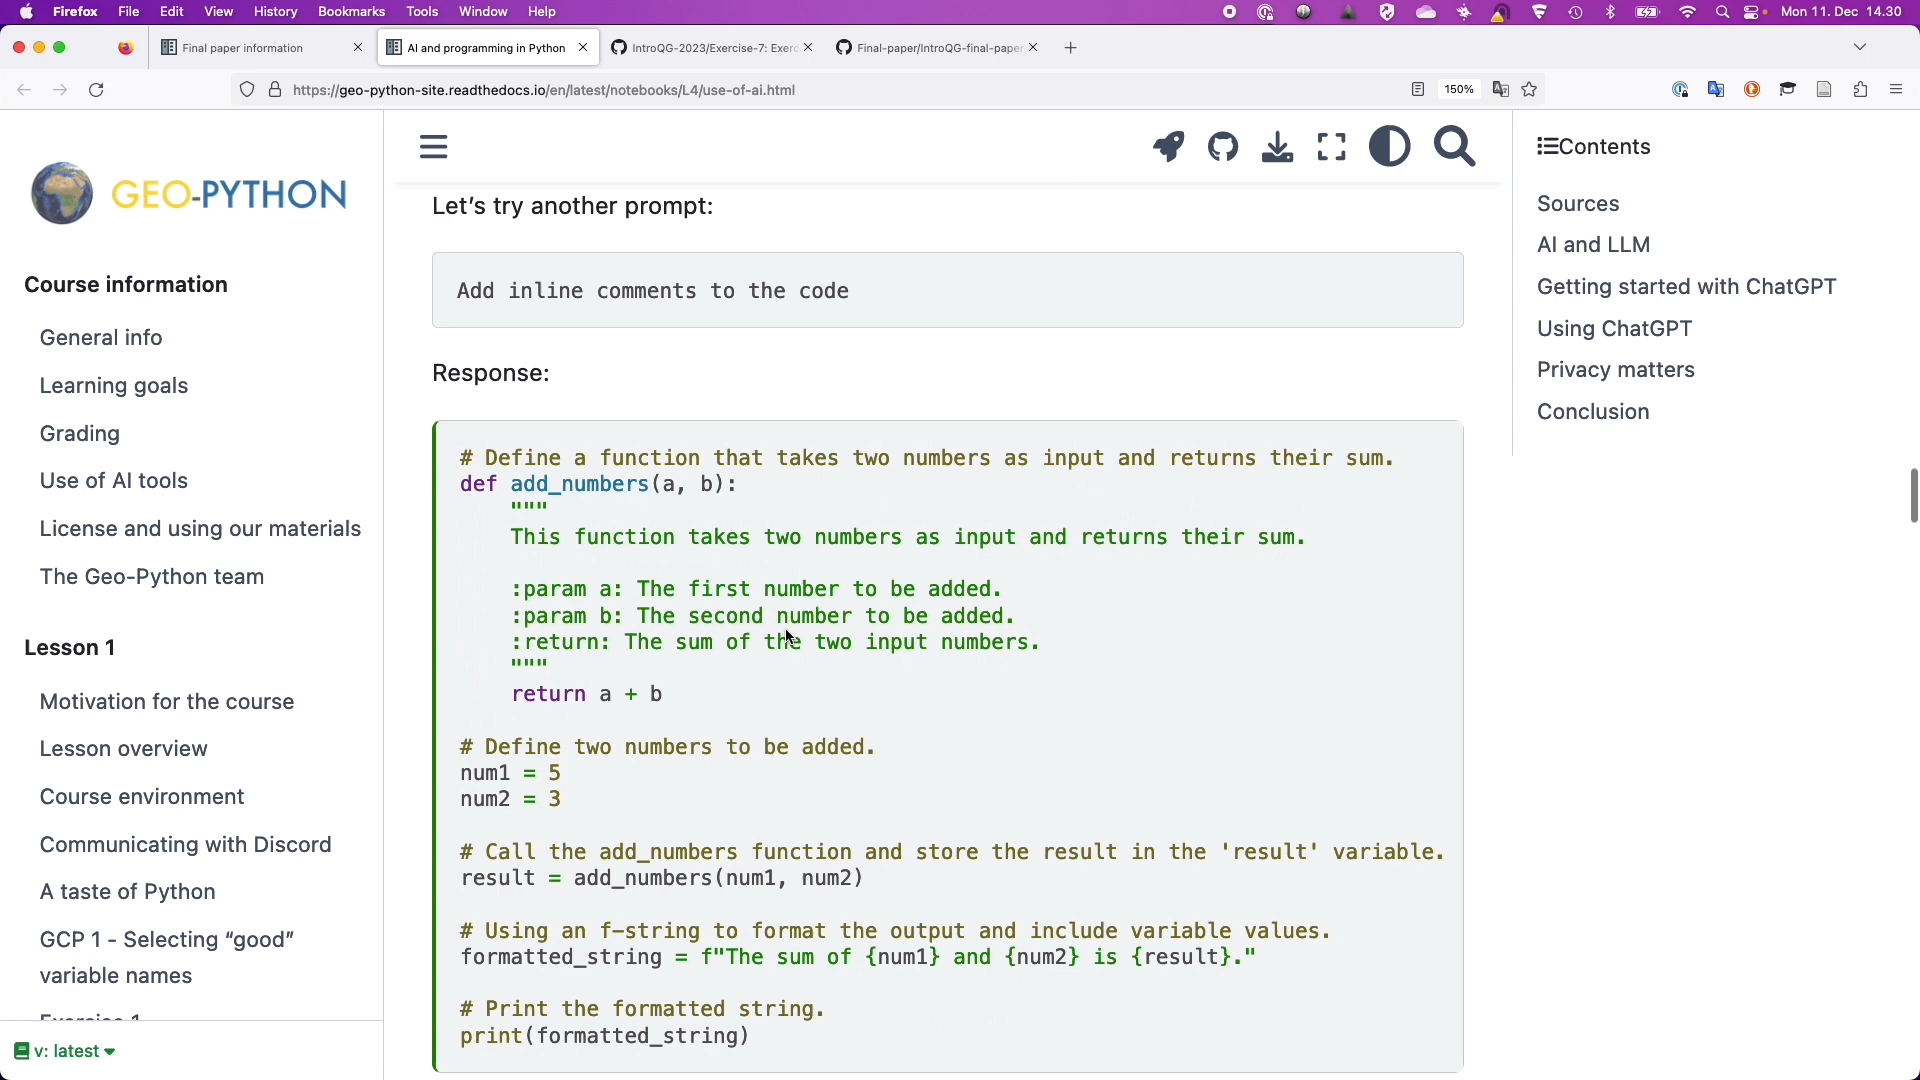 Firefox File Edit View History Bookmarks Tools Window Help Mon 11. Dec 14.30
Final paper information AI and programming in Python IntroQG-2023/Exercise-7: Exerc Final-paper/IntroQG-final-paper
https://geo-python-site.readthedocs.io/en/latest/notebooks/L4/use-of-ai.html 150%
GEO-PYTHON
Course information
General info
Learning goals
Grading
Use of AI tools
License and using our materials
The Geo-Python team
Lesson 1
Motivation for the course
Lesson overview
Course environment
Communicating with Discord
A taste of Python
GCP 1 - Selecting “good”
variable names
Exercise 1
v: latest
Let’s try another prompt:
Add inline comments to the code
Response:
# Define a function that takes two numbers as input and returns their sum.
def add_numbers(a, b):
"""
This function takes two numbers as input and returns their sum.
:param a: The first number to be added.
:param b: The second number to be added.
:return: The sum of the two input numbers.
"""
return a + b
# Define two numbers to be added.
num1 = 5
num2 = 3
# Call the add_numbers function and store the result in the 'result' variable.
result = add_numbers(num1, num2)
# Using an f-string to format the output and include variable values.
formatted_string = f"The sum of {num1} and {num2} is {result}."
# Print the formatted string.
print(formatted_string)
Contents
Sources
AI and LLM
Getting started with ChatGPT
Using ChatGPT
Privacy matters
Conclusion